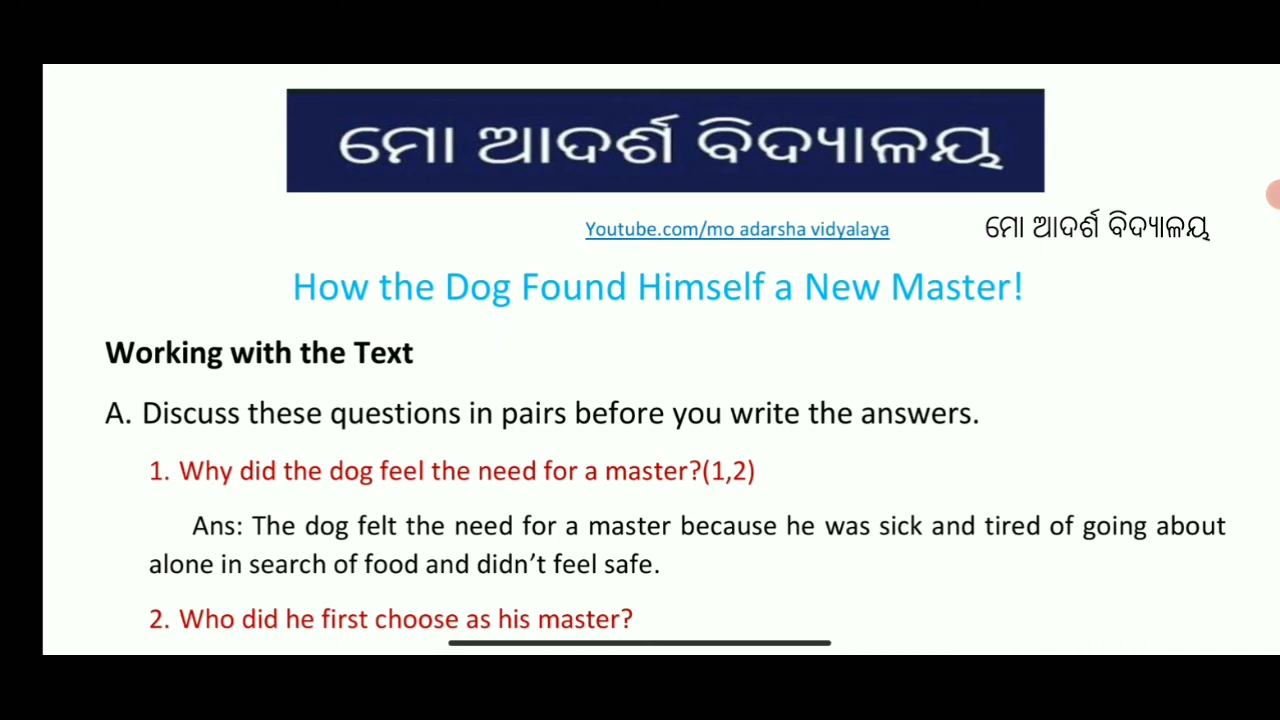 ମୋ ଆଦର୍ଶ ବିଦ୍ୟାଳୟ
Youtube.com/mo adarsha vidyalaya
ମୋ ଆଦର୍ଶ ବିଦ୍ୟାଳୟ
How the Dog Found Himself a New Master!
Working with the Text
A. Discuss these questions in pairs before you write the answers.
1. Why did the dog feel the need for a master?(1,2)
Ans: The dog felt the need for a master because he was sick and tired of going about
alone in search of food and didn't feel safe.
2. Who did he first choose as his master?